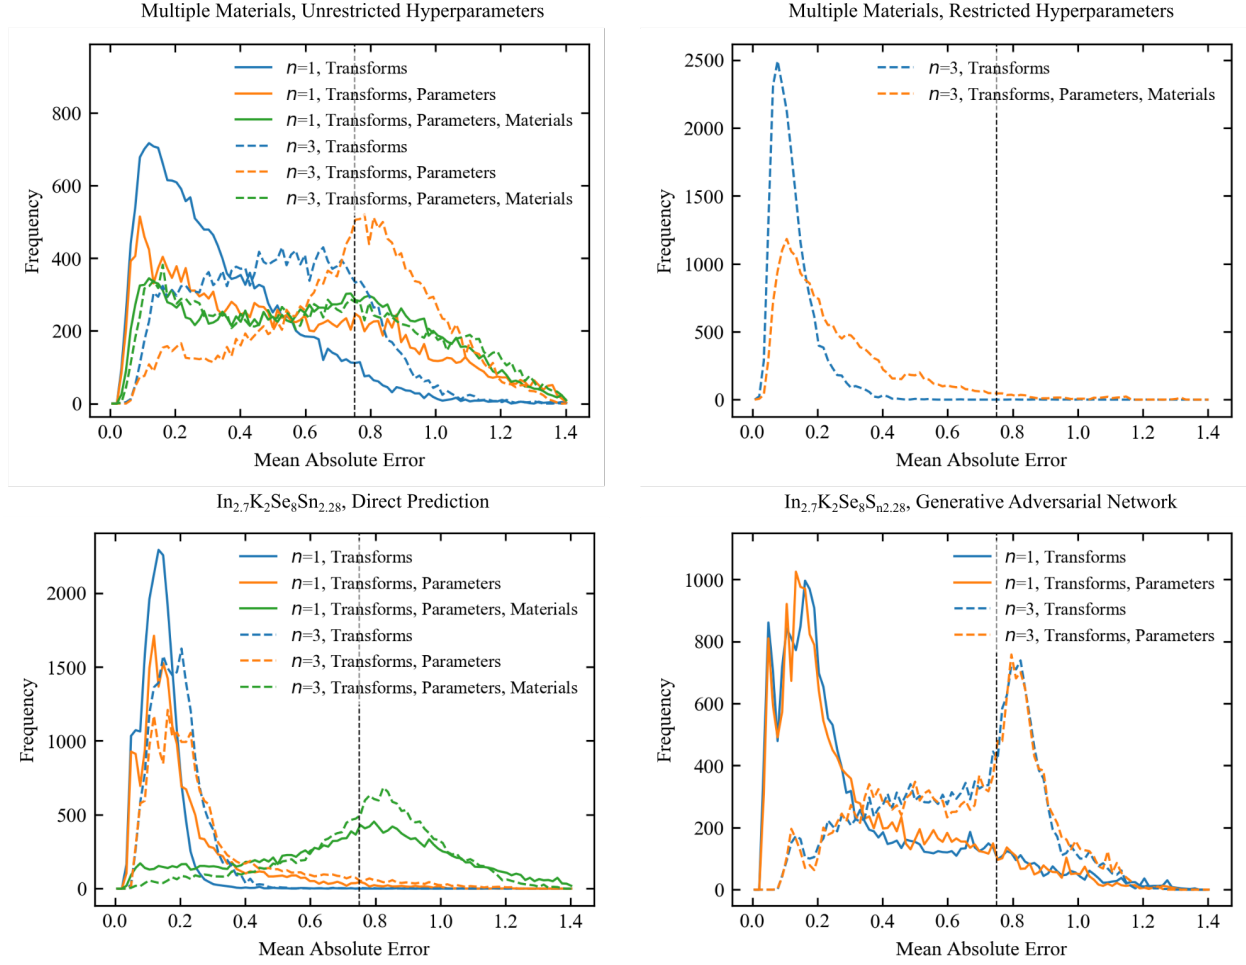 Multiple Materials, Unrestricted Hyperparameters
n=1, Transforms
n=1, Transforms, Parameters
n=1, Transforms, Parameters, Materials
n=3, Transforms
n=3, Transforms, Parameters
n=3, Transforms, Parameters, Materials
Frequency
800
600
400
200
0
0.0 0.2 0.4 0.6 0.8 1.0 1.2 1.4
Mean Absolute Error
Multiple Materials, Restricted Hyperparameters
n=3, Transforms
n=3, Transforms, Parameters, Materials
Frequency
2500
2000
1500
1000
500
0
0.0 0.2 0.4 0.6 0.8 1.0 1.2 1.4
Mean Absolute Error
In2.7K2Se8Sn2.28, Direct Prediction
n=1, Transforms
n=1, Transforms, Parameters
n=1, Transforms, Parameters, Materials
n=3, Transforms
n=3, Transforms, Parameters
n=3, Transforms, Parameters, Materials
Frequency
2000
1500
1000
500
0
0.0 0.2 0.4 0.6 0.8 1.0 1.2 1.4
Mean Absolute Error
In2.7K2Se8Sn2.28, Generative Adversarial Network
n=1, Transforms
n=1, Transforms, Parameters
n=3, Transforms
n=3, Transforms, Parameters
Frequency
1000
800
600
400
200
0
0.0 0.2 0.4 0.6 0.8 1.0 1.2 1.4
Mean Absolute Error